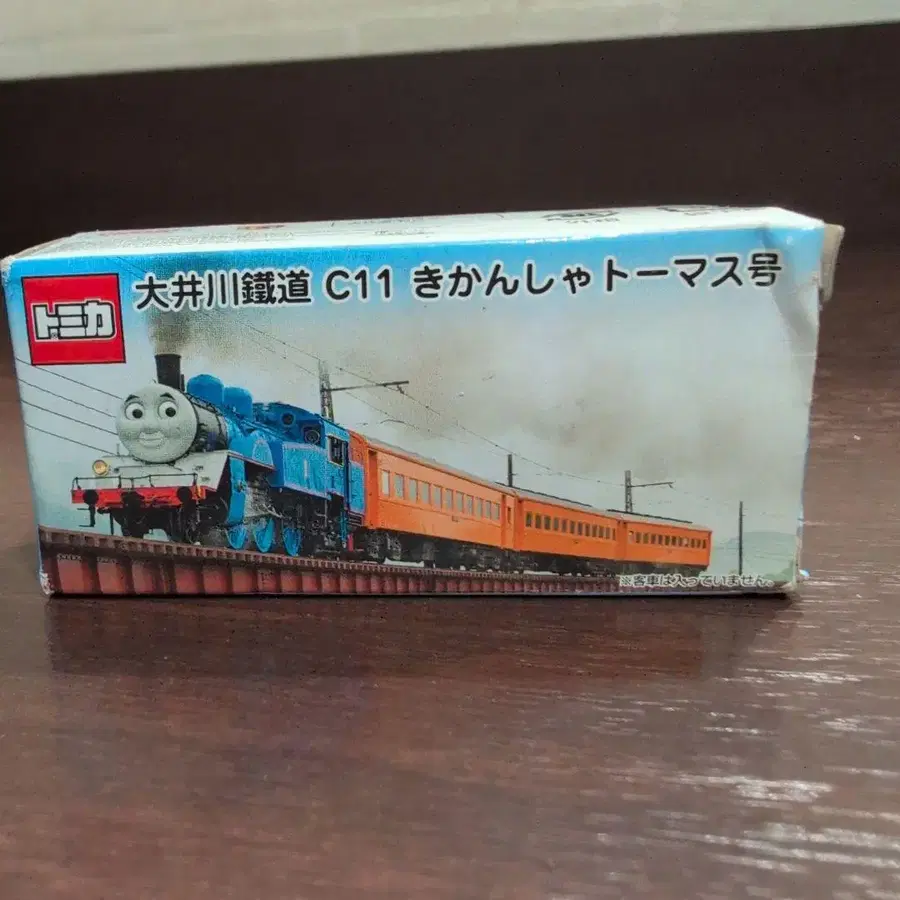 大井川鐵道 C11 きかんしゃトーマス号
トミカ
※客車は入っていません。